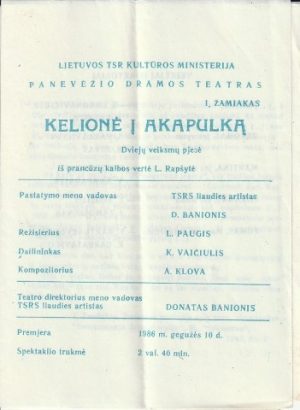 LIETUVOS TSR KULTŪROS MINISTERIJA
PANEVĖŽIO DRAMOS TEATRAS
I. ŽAMIAKAS
KELIONĖ Į AKAPULKĄ
Dviejų veiksmų pjesė
iš prancūzų kalbos vertė L. Rapšytė
Pastatymo meno vadovas TSRS liaudies artistas
D. BANIONIS
Režisierius L. PAUGIS
Dailininkas K. VAIČIULIS
Kompozitorius A. KLOVA
Teatro direktorius meno vadovas
TSRS liaudies artistas DONATAS BANIONIS
Premjera 1986 m. gegužės 10 d.
Spektaklio trukmė 2 val. 40 min.